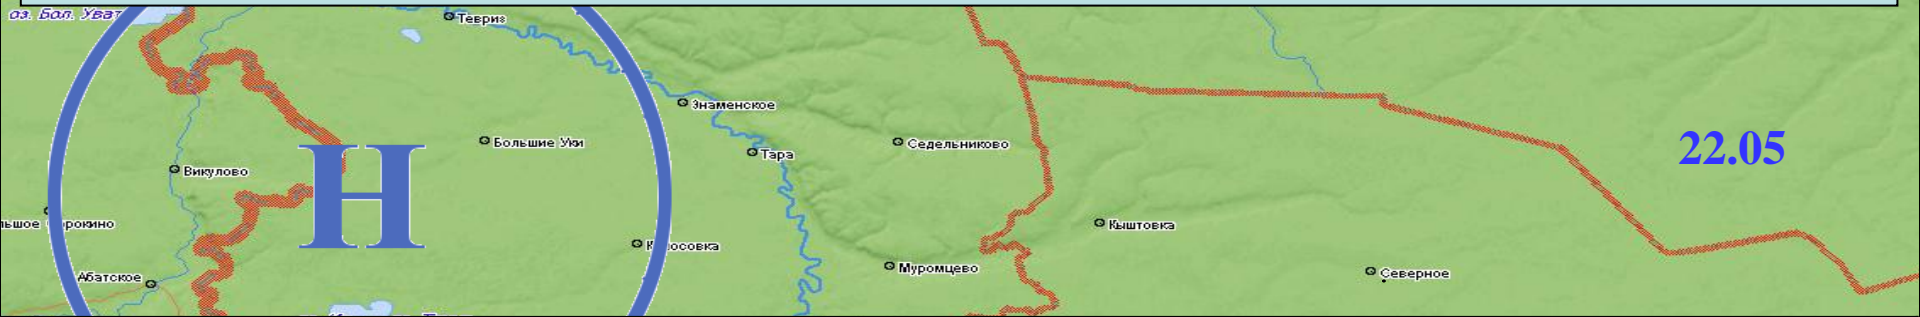 оз. Бол. Уват
Тевриз
Знаменское
Большие Уки
Седельниково
22.05
Тара
Викулово
Н
Кыштовка
Абатское
Муромцево
Северное